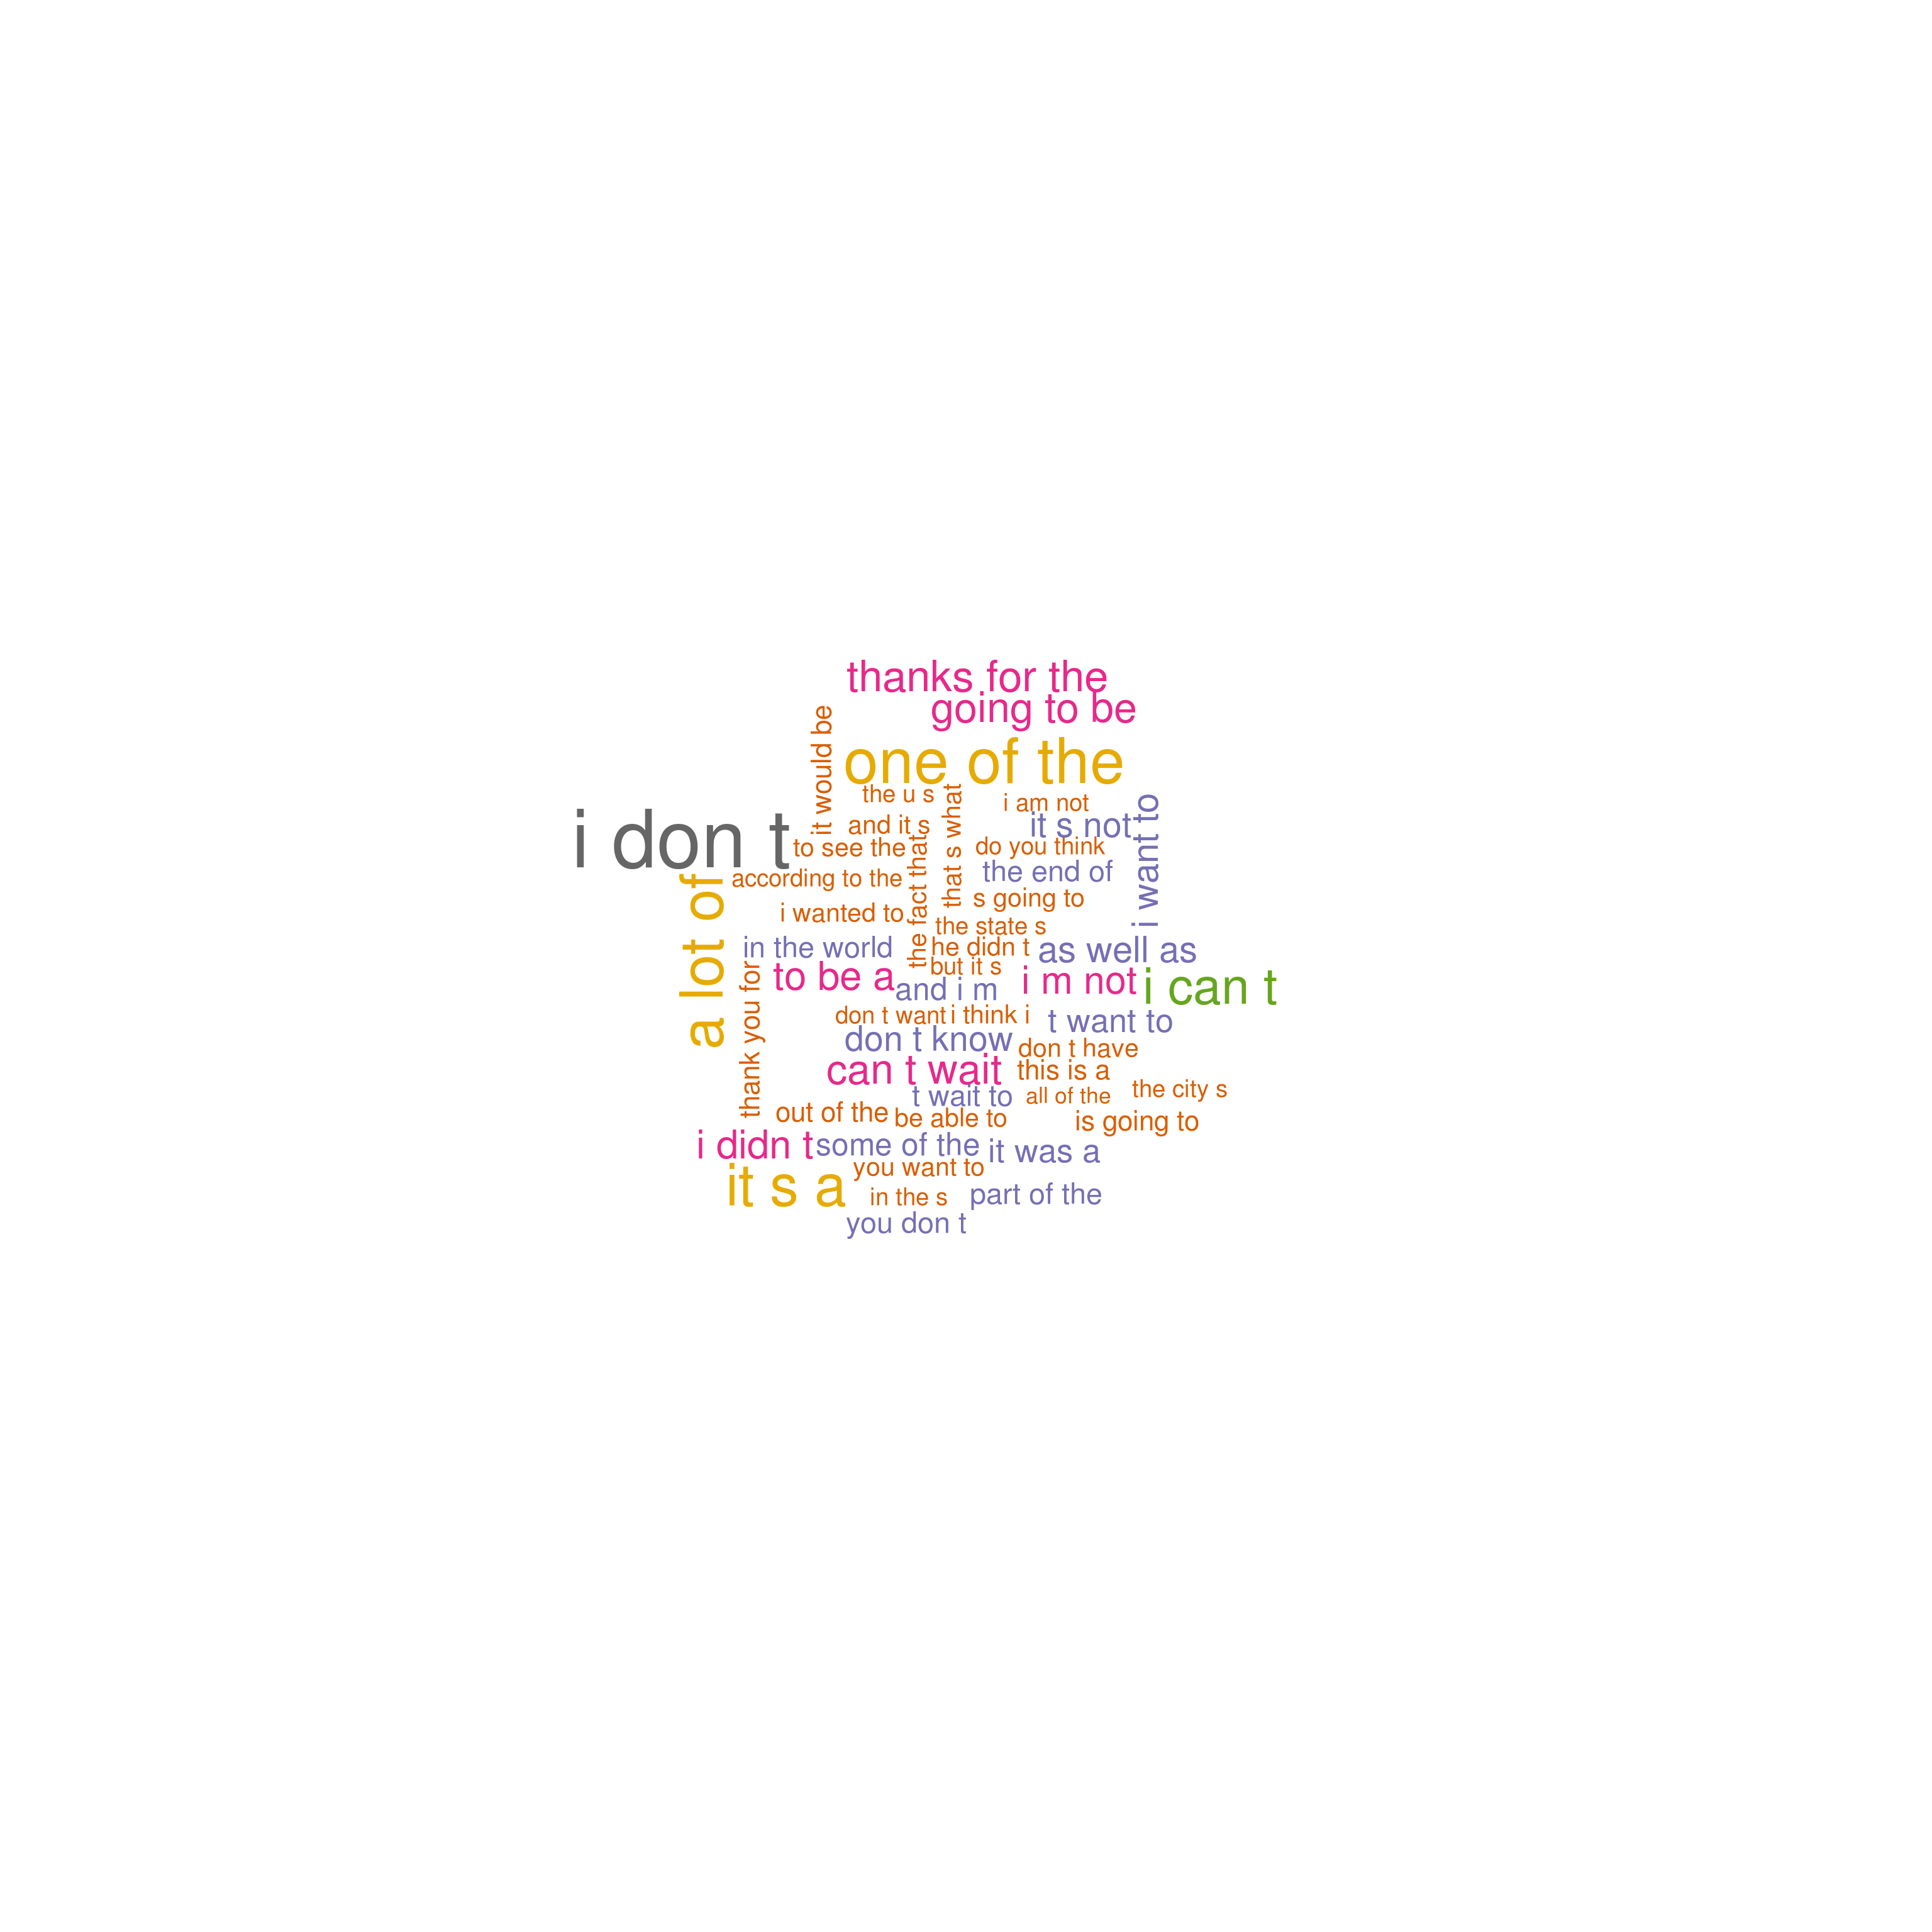 thanks for the
going to be
it would be
one of the
the u s
that s what
i am not
i don t
and it s
it s not
i want to
to see the
do you think
the fact that
the end of
a lot of
according to the
s going to
i wanted to
the state s
in the world
he didn t
as well as
but it s
thank you for
to be a
and i m
i m not
i can t
don t want
i think i
t want to
don t know
don t have
can t wait
this is a
t wait to
all of the
the city s
out of the
be able to
is going to
i didn t
some of the
it was a
you want to
it s a
in the s
part of the
you don t